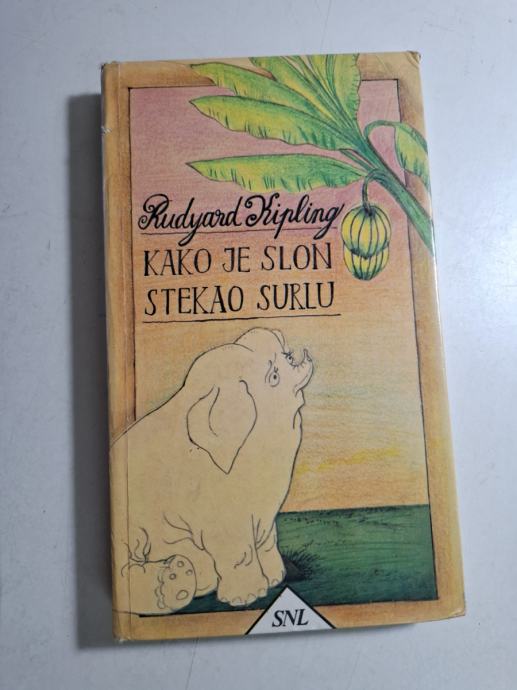 Rudyard Kipling
KAKO JE SLON
STEKAO SURLU
SNL